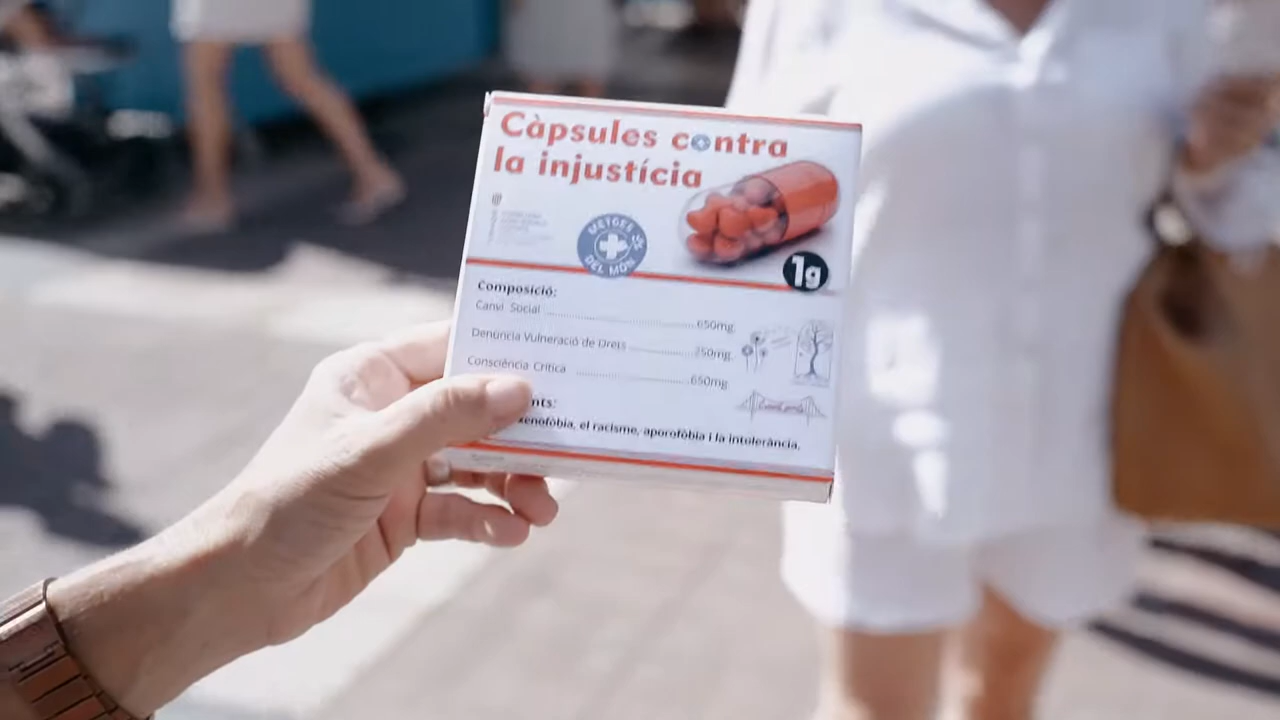 Càpsules contra
la injustícia
METGES
DEL MÓN
1g
Composició:
Canvi Social ........ 650mg.
Denúncia Vulneració de Drets ........ 250mg.
Consciència Crítica ........ 650mg
nts:
xenofòbia, el racisme, aporofòbia i la intolerància,